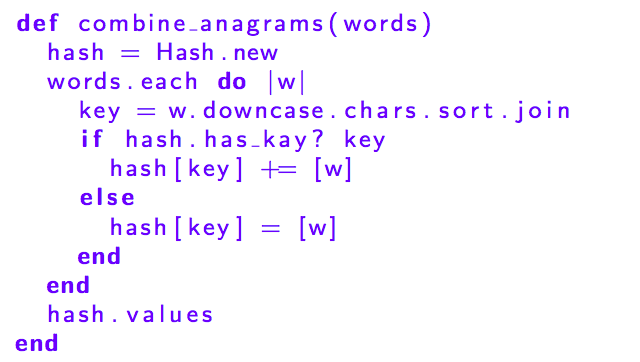 def combine_anagrams(words)
hash = Hash.new
words.each do |w|
key = w.downcase.chars.sort.join
if hash.has_kay? key
hash[key] += [w]
else
hash[key] = [w]
end
end
hash.values
end